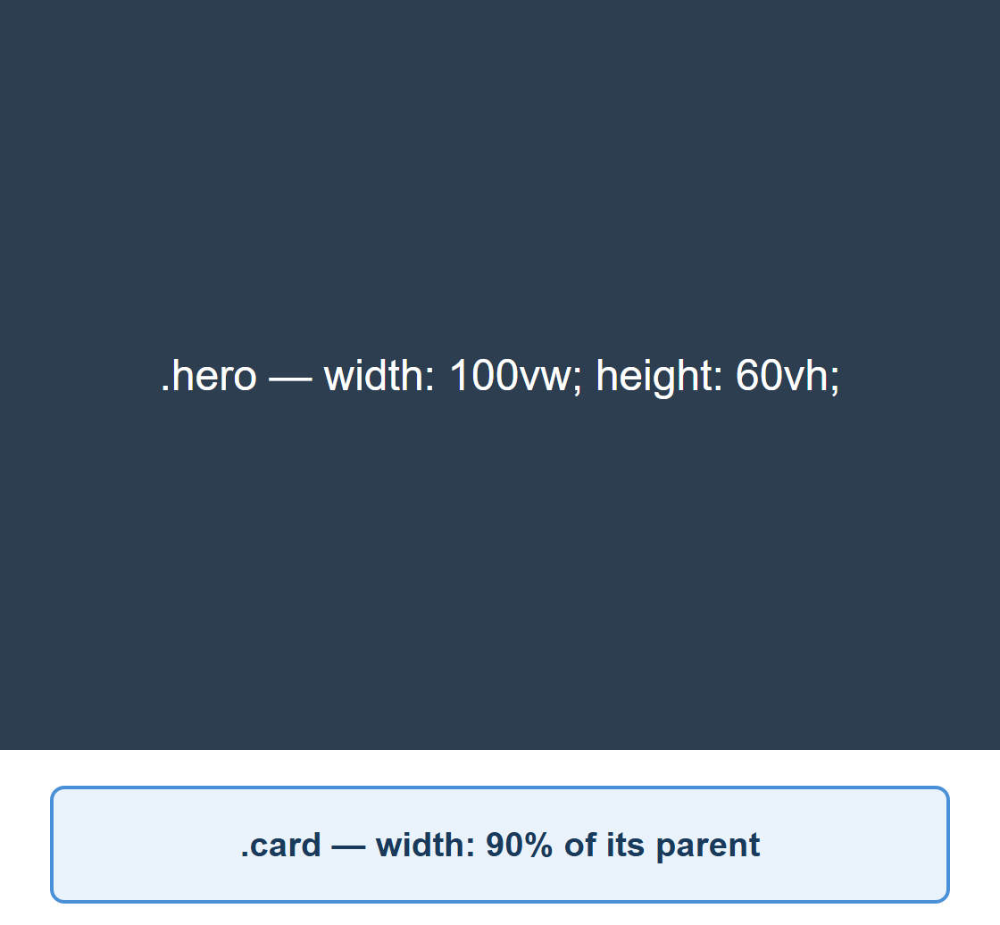 .hero — width: 100vw; height: 60vh;
.card — width: 90% of its parent